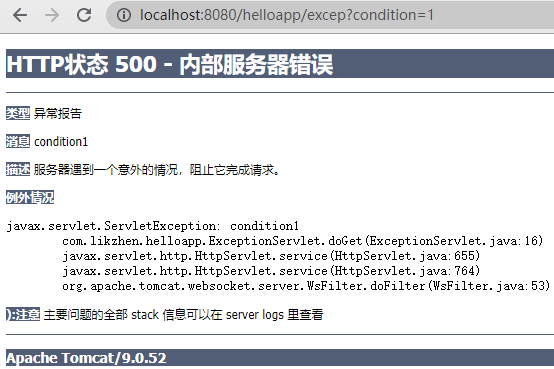 localhost:8080/helloapp/excep?condition=1
HTTP状态 500 - 内部服务器错误
类型 异常报告
消息 condition1
描述 服务器遇到一个意外的情况，阻止它完成请求。
例外情况
javax.servlet.ServletException: condition1
com.likzhen.helloapp.ExceptionServlet.doGet(ExceptionServlet.java:16)
javax.servlet.http.HttpServlet.service(HttpServlet.java:655)
javax.servlet.http.HttpServlet.service(HttpServlet.java:764)
org.apache.tomcat.websocket.server.WsFilter.doFilter(WsFilter.java:53)
):注意 主要问题的全部 stack 信息可以在 server logs 里查看
Apache Tomcat/9.0.52